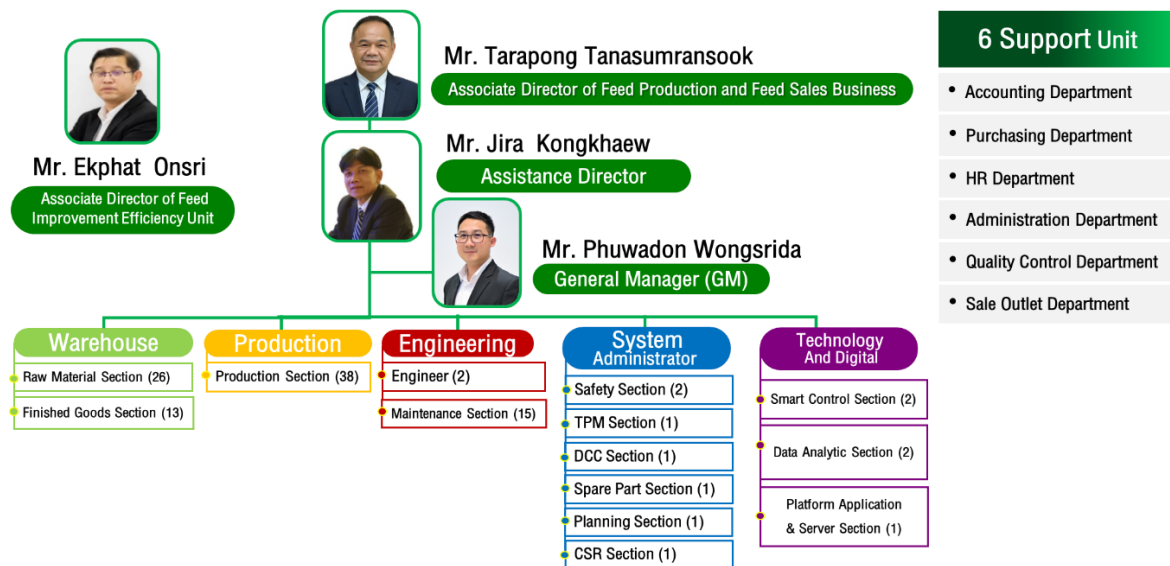 Mr. Tarapong Tanasumransook
Associate Director of Feed Production and Feed Sales Business
Mr. Jira Kongkhaew
Assistance Director
Mr. Ekphat Onsri
Associate Director of Feed
Improvement Efficiency Unit
Mr. Phuwadon Wongsrida
General Manager (GM)
6 Support Unit
• Accounting Department
• Purchasing Department
• HR Department
• Administration Department
• Quality Control Department
• Sale Outlet Department
Warehouse
Raw Material Section (26)
Finished Goods Section (13)
Production
Production Section (38)
Engineering
Engineer (2)
Maintenance Section (15)
System
Administrator
Safety Section (2)
TPM Section (1)
DCC Section (1)
Spare Part Section (1)
Planning Section (1)
CSR Section (1)
Technology
And Digital
Smart Control Section (2)
Data Analytic Section (2)
Platform Application
& Server Section (1)